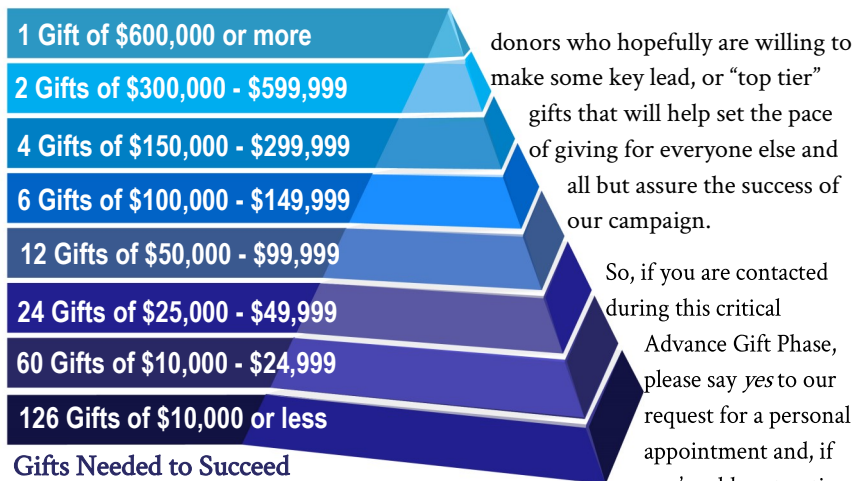 1 Gift of $600,000 or more
2 Gifts of $300,000 - $599,999
4 Gifts of $150,000 - $299,999
6 Gifts of $100,000 - $149,999
12 Gifts of $50,000 - $99,999
24 Gifts of $25,000 - $49,999
60 Gifts of $10,000 - $24,999
126 Gifts of $10,000 or less
Gifts Needed to Succeed
donors who hopefully are willing to
make some key lead, or “top tier”
gifts that will help set the pace
of giving for everyone else and
all but assure the success of
our campaign.
So, if you are contacted
during this critical
Advance Gift Phase,
please say yes to our
request for a personal
appointment and, if